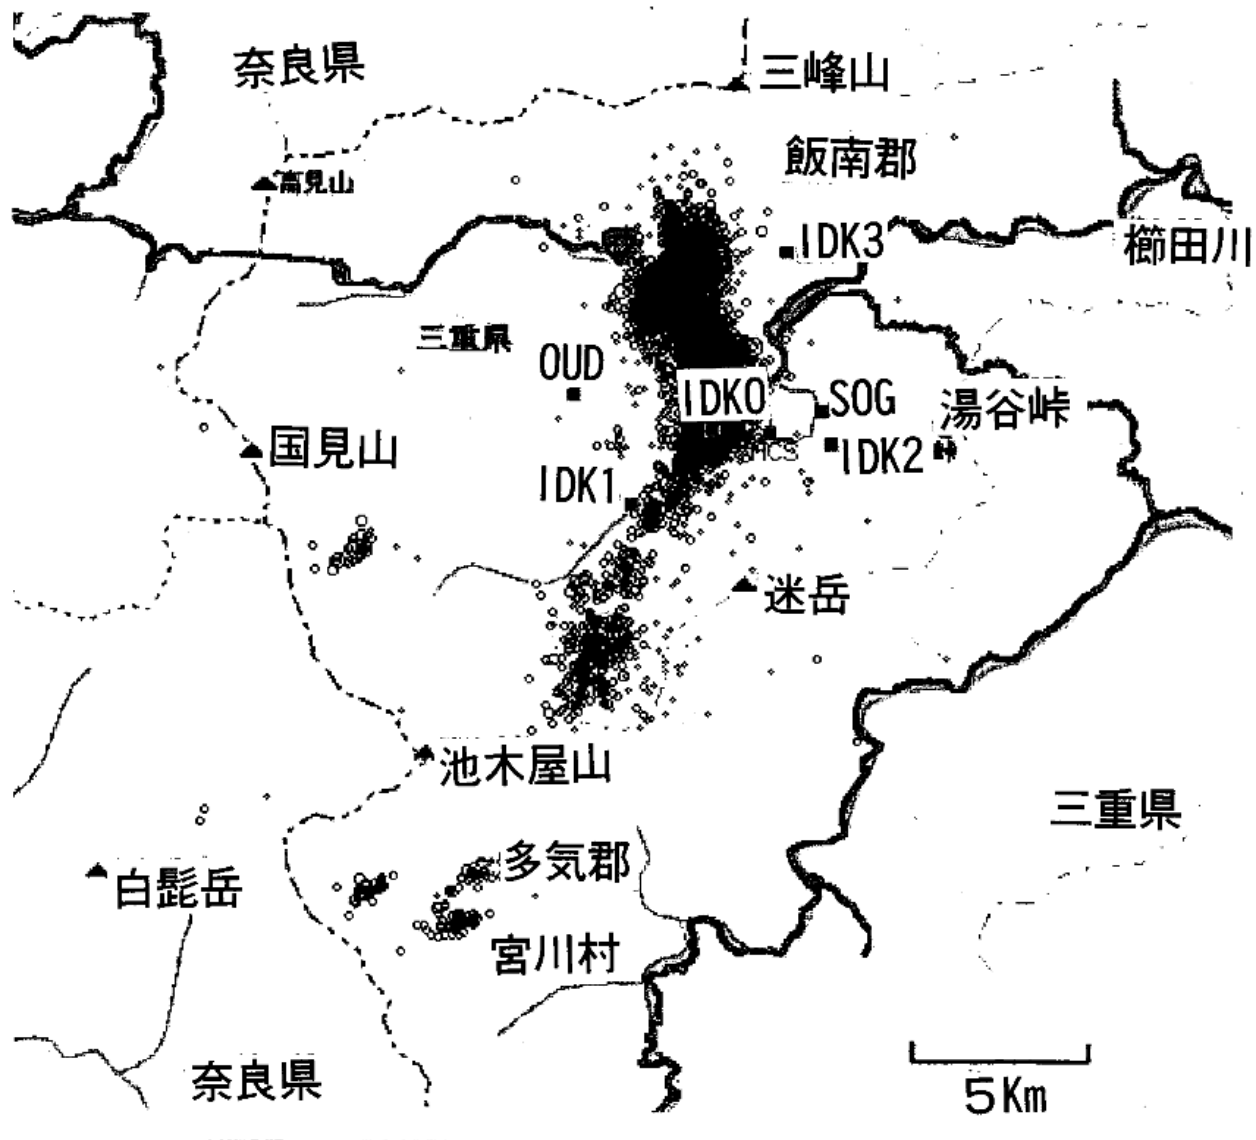 奈良県
三峰山
飯南郡
高見山
IDK3
櫛田川
三重県
OUD
IDK0
SOG
湯谷峠
国見山
HCS
IDK2
峠
IDK1
迷岳
池木屋山
三重県
多気郡
白髭岳
宮川村
奈良県
5Km